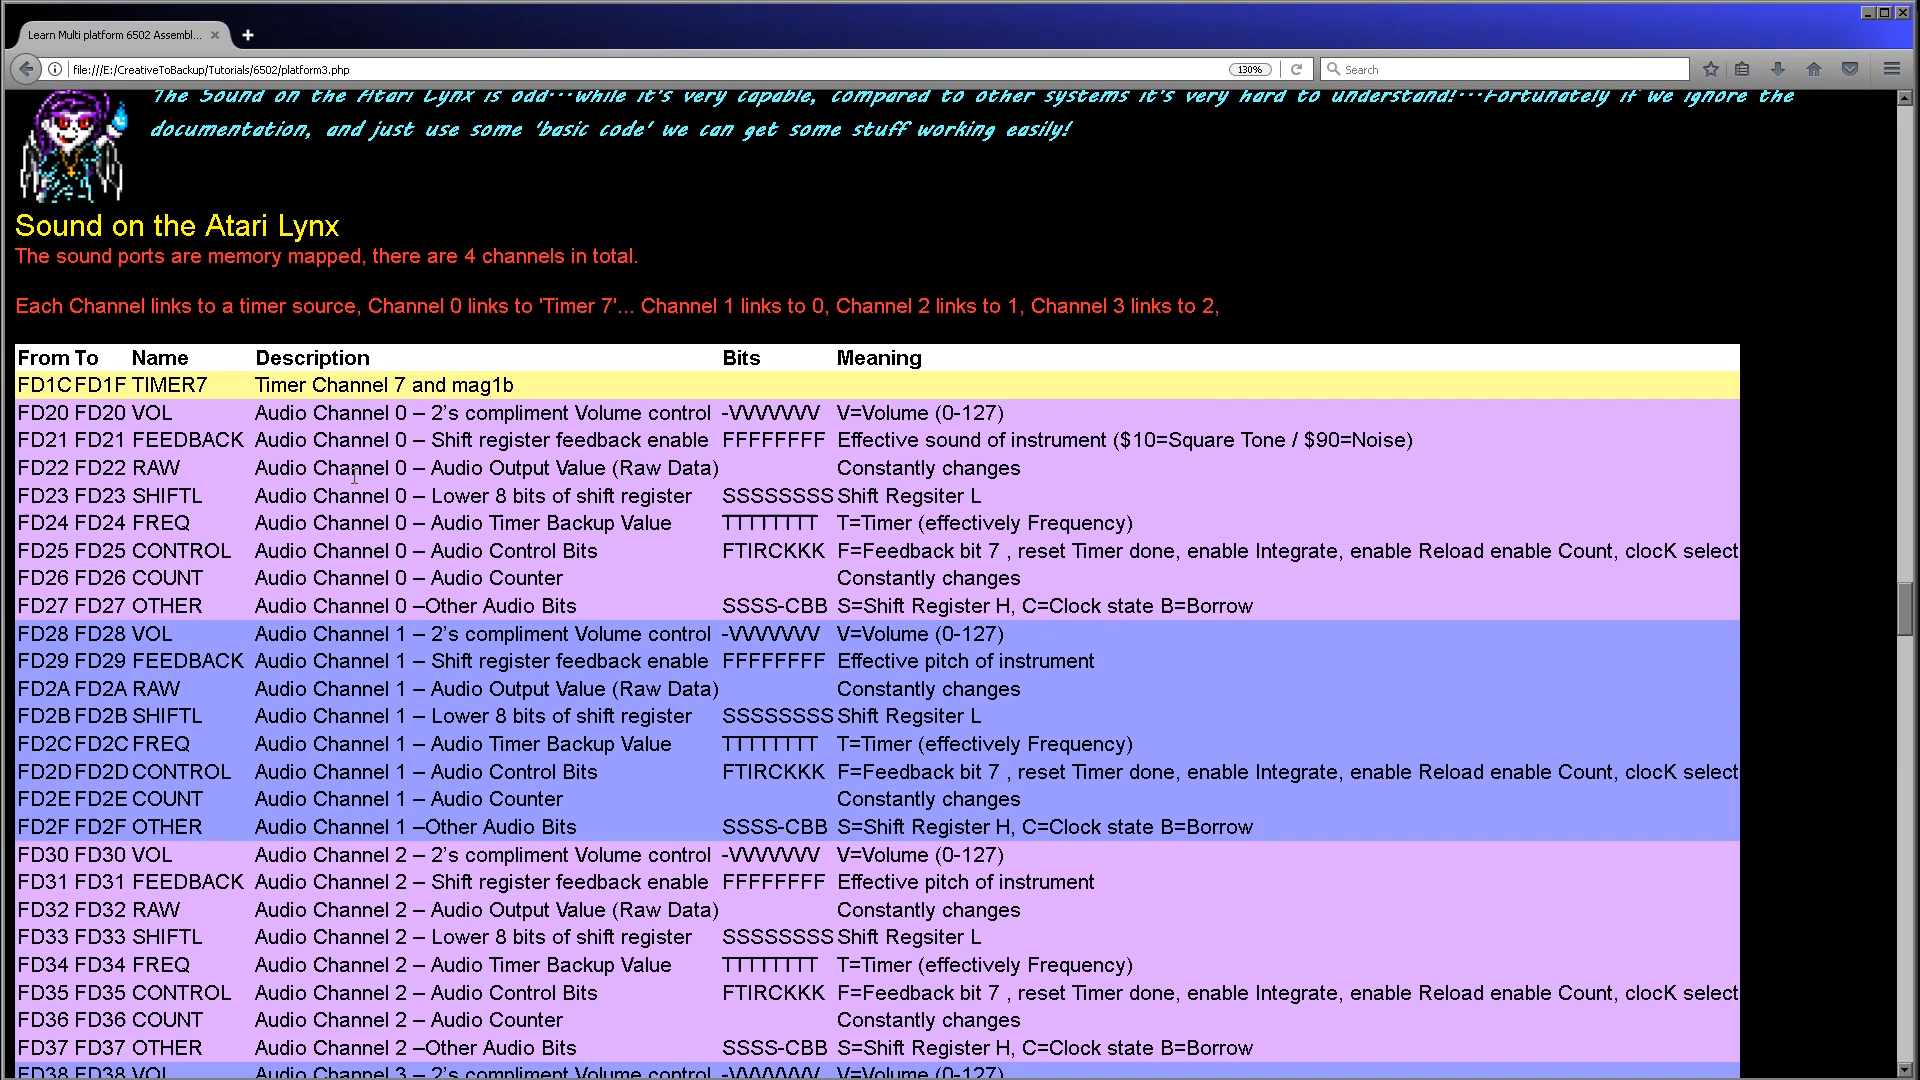 Learn Multi platform 6502 Assembl...
file:///E:/CreativeToBackup/Tutorials/6502/platform3.php
130%
Search
The Sound on the Atari Lynx is odd...while it's very capable, compared to other systems it's very hard to understand!...Fortunately if we ignore the
documentation, and just use some 'basic code' we can get some stuff working easily!
Sound on the Atari Lynx
The sound ports are memory mapped, there are 4 channels in total.
Each Channel links to a timer source, Channel 0 links to 'Timer 7'... Channel 1 links to 0, Channel 2 links to 1, Channel 3 links to 2,
From To Name Description Bits Meaning
FD1C FD1F TIMER7 Timer Channel 7 and mag1b
FD20 FD20 VOL Audio Channel 0 – 2's compliment Volume control -VVVVVVV V=Volume (0-127)
FD21 FD21 FEEDBACK Audio Channel 0 – Shift register feedback enable FFFFFFFF Effective sound of instrument ($10=Square Tone / $90=Noise)
FD22 FD22 RAW Audio Channel 0 – Audio Output Value (Raw Data) Constantly changes
FD23 FD23 SHIFTL Audio Channel 0 – Lower 8 bits of shift register SSSSSSSS Shift Regsiter L
FD24 FD24 FREQ Audio Channel 0 – Audio Timer Backup Value TTTTTTTT T=Timer (effectively Frequency)
FD25 FD25 CONTROL Audio Channel 0 – Audio Control Bits FTIRCKKK F=Feedback bit 7 , reset Timer done, enable Integrate, enable Reload enable Count, clocK select
FD26 FD26 COUNT Audio Channel 0 – Audio Counter Constantly changes
FD27 FD27 OTHER Audio Channel 0 –Other Audio Bits SSSS-CBB S=Shift Register H, C=Clock state B=Borrow
FD28 FD28 VOL Audio Channel 1 – 2's compliment Volume control -VVVVVVV V=Volume (0-127)
FD29 FD29 FEEDBACK Audio Channel 1 – Shift register feedback enable FFFFFFFF Effective pitch of instrument
FD2A FD2A RAW Audio Channel 1 – Audio Output Value (Raw Data) Constantly changes
FD2B FD2B SHIFTL Audio Channel 1 – Lower 8 bits of shift register SSSSSSSS Shift Regsiter L
FD2C FD2C FREQ Audio Channel 1 – Audio Timer Backup Value TTTTTTTT T=Timer (effectively Frequency)
FD2D FD2D CONTROL Audio Channel 1 – Audio Control Bits FTIRCKKK F=Feedback bit 7 , reset Timer done, enable Integrate, enable Reload enable Count, clocK select
FD2E FD2E COUNT Audio Channel 1 – Audio Counter Constantly changes
FD2F FD2F OTHER Audio Channel 1 –Other Audio Bits SSSS-CBB S=Shift Register H, C=Clock state B=Borrow
FD30 FD30 VOL Audio Channel 2 – 2's compliment Volume control -VVVVVVV V=Volume (0-127)
FD31 FD31 FEEDBACK Audio Channel 2 – Shift register feedback enable FFFFFFFF Effective pitch of instrument
FD32 FD32 RAW Audio Channel 2 – Audio Output Value (Raw Data) Constantly changes
FD33 FD33 SHIFTL Audio Channel 2 – Lower 8 bits of shift register SSSSSSSS Shift Regsiter L
FD34 FD34 FREQ Audio Channel 2 – Audio Timer Backup Value TTTTTTTT T=Timer (effectively Frequency)
FD35 FD35 CONTROL Audio Channel 2 – Audio Control Bits FTIRCKKK F=Feedback bit 7 , reset Timer done, enable Integrate, enable Reload enable Count, clocK select
FD36 FD36 COUNT Audio Channel 2 – Audio Counter Constantly changes
FD37 FD37 OTHER Audio Channel 2 –Other Audio Bits SSSS-CBB S=Shift Register H, C=Clock state B=Borrow
FD38 FD38 VOL Audio Channel 3 – 2's compliment Volume control -VVVVVVV V=Volume (0-127)